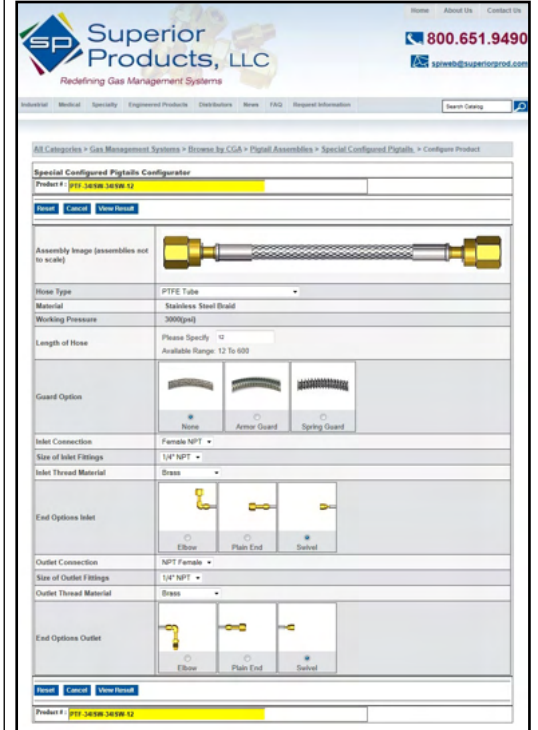 Home About Us Contact Us
SP
Superior
Products, LLC
Redefining Gas Management Systems
800.651.9490
spiweb@superiorprod.com
Industrial Medical Specialty Engineered Products Distributors News FAQ Request Information
Search Catalog
All Categories > Gas Management Systems > Browse by CGA > Pigtail Assemblies > Special Configured Pigtails > Configure Product
Special Configured Pigtails Configurator
Product # : PTF-34ISW-34ISW-12
Reset Cancel View Result
Assembly Image (assemblies not
to scale)
Hose Type PTFE Tube
Material Stainless Steel Braid
Working Pressure 3000(psi)
Length of Hose
Please Specify 12
Available Range: 12 To 600
Guard Option
None Armor Guard Spring Guard
Inlet Connection Female NPT
Size of Inlet Fittings 1/4" NPT
Inlet Thread Material Brass
End Options Inlet
Elbow Plain End Swivel
Outlet Connection NPT Female
Size of Outlet Fittings 1/4" NPT
Outlet Thread Material Brass
End Options Outlet
Elbow Plain End Swivel
Reset Cancel View Result
Product # : PTF-34ISW-34ISW-12